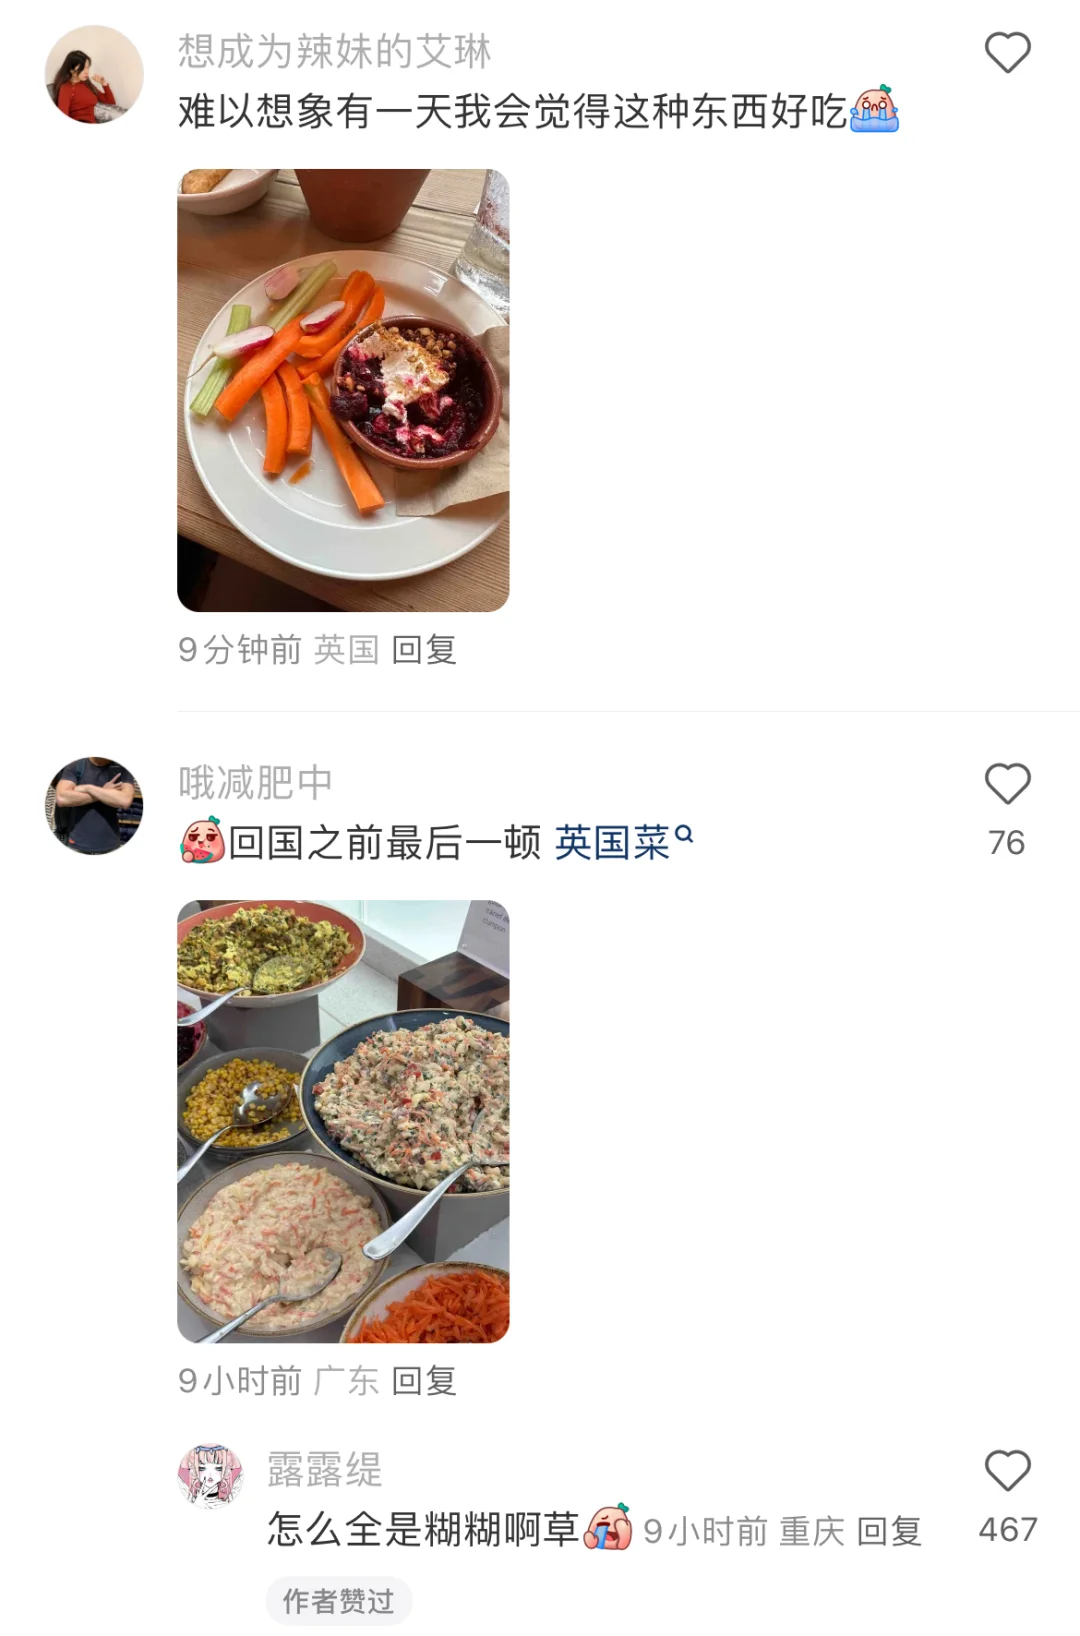 想成为辣妹的艾琳
难以想象有一天我会觉得这种东西好吃
9分钟前 英国 回复
哦减肥中
76
回国之前最后一顿 英国菜
9小时前 广东 回复
露露缇
怎么全是糊糊啊草 9小时前 重庆 回复
467
作者赞过